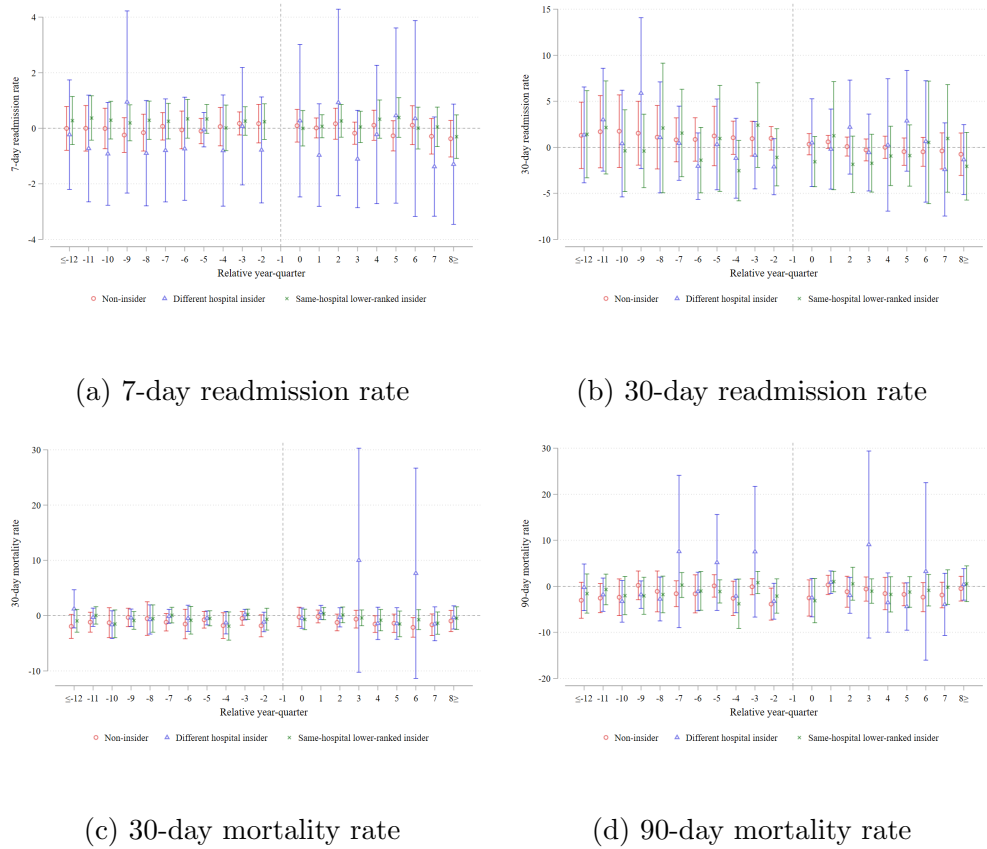 4
2
0
-2
-4
7-day readmission rate
≤-12 -11 -10 -9 -8 -7 -6 -5 -4 -3 -2 -1 0 1 2 3 4 5 6 7 8≥
Relative year-quarter
Non-insider Different hospital insider Same-hospital lower-ranked insider
(a) 7-day readmission rate
15
10
5
0
-5
-10
30-day readmission rate
≤-12 -11 -10 -9 -8 -7 -6 -5 -4 -3 -2 -1 0 1 2 3 4 5 6 7 8≥
Relative year-quarter
Non-insider Different hospital insider Same-hospital lower-ranked insider
(b) 30-day readmission rate
30
20
10
0
-10
30-day mortality rate
≤-12 -11 -10 -9 -8 -7 -6 -5 -4 -3 -2 -1 0 1 2 3 4 5 6 7 8≥
Relative year-quarter
Non-insider Different hospital insider Same-hospital lower-ranked insider
(c) 30-day mortality rate
30
20
10
0
-10
-20
90-day mortality rate
≤-12 -11 -10 -9 -8 -7 -6 -5 -4 -3 -2 -1 0 1 2 3 4 5 6 7 8≥
Relative year-quarter
Non-insider Different hospital insider Same-hospital lower-ranked insider
(d) 90-day mortality rate